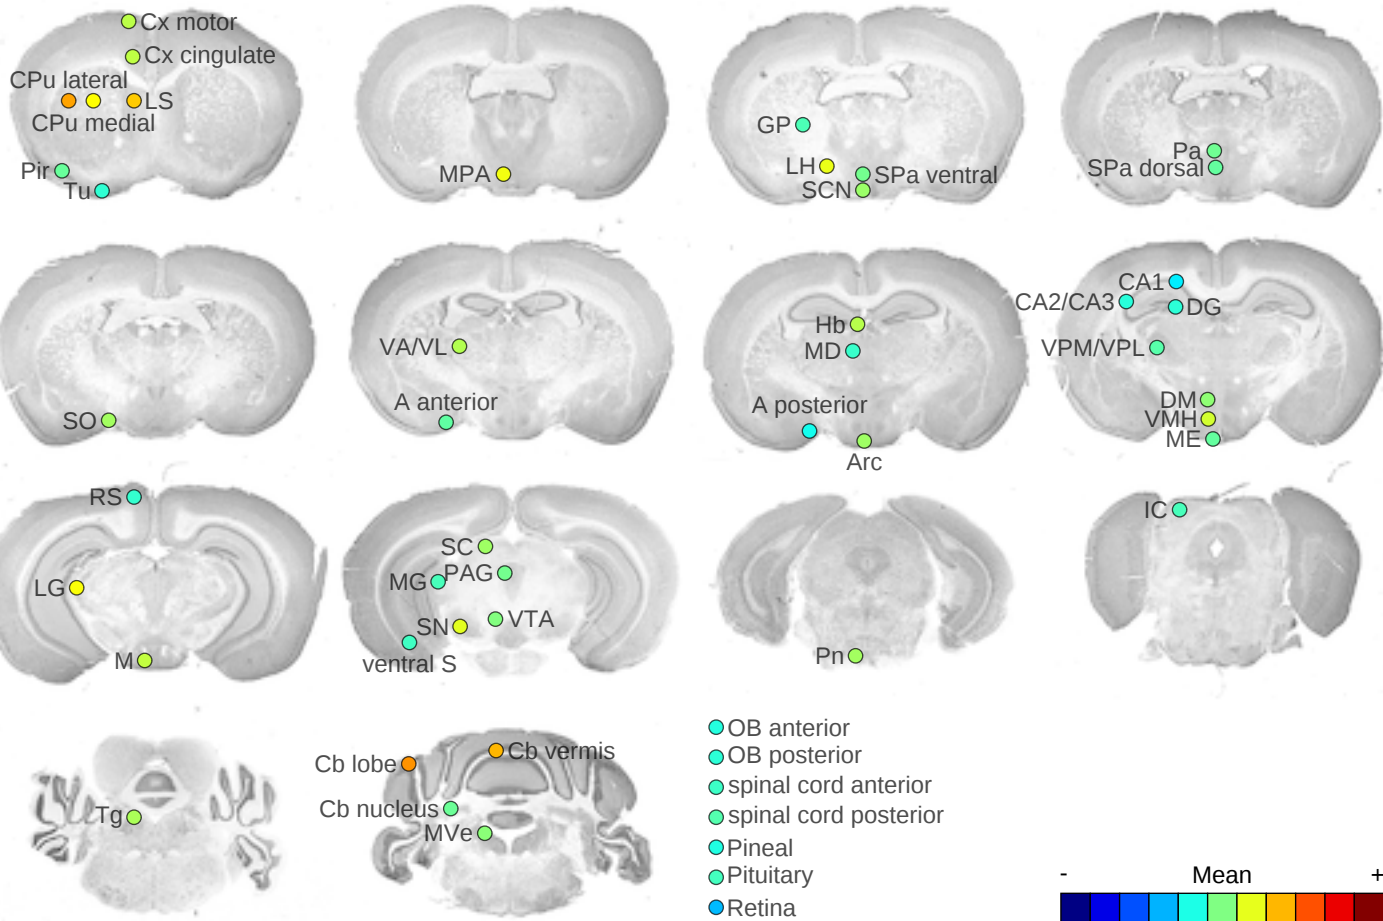 Cx motor
Cx cingulate
CPu lateral
LS
CPu medial
Pir
Tu
MPA
GP
LH
SPa ventral
SCN
Pa
SPa dorsal
SO
VA/VL
A anterior
Hb
MD
A posterior
Arc
CA1
CA2/CA3
DG
VPM/VPL
DM
VMH
ME
RS
LG
M
SC
MG
PAG
SN
VTA
ventral S
Pn
IC
Tg
Cb lobe
Cb vermis
Cb nucleus
MVe
OB anterior
OB posterior
spinal cord anterior
spinal cord posterior
Pineal
Pituitary
Retina
- Mean +